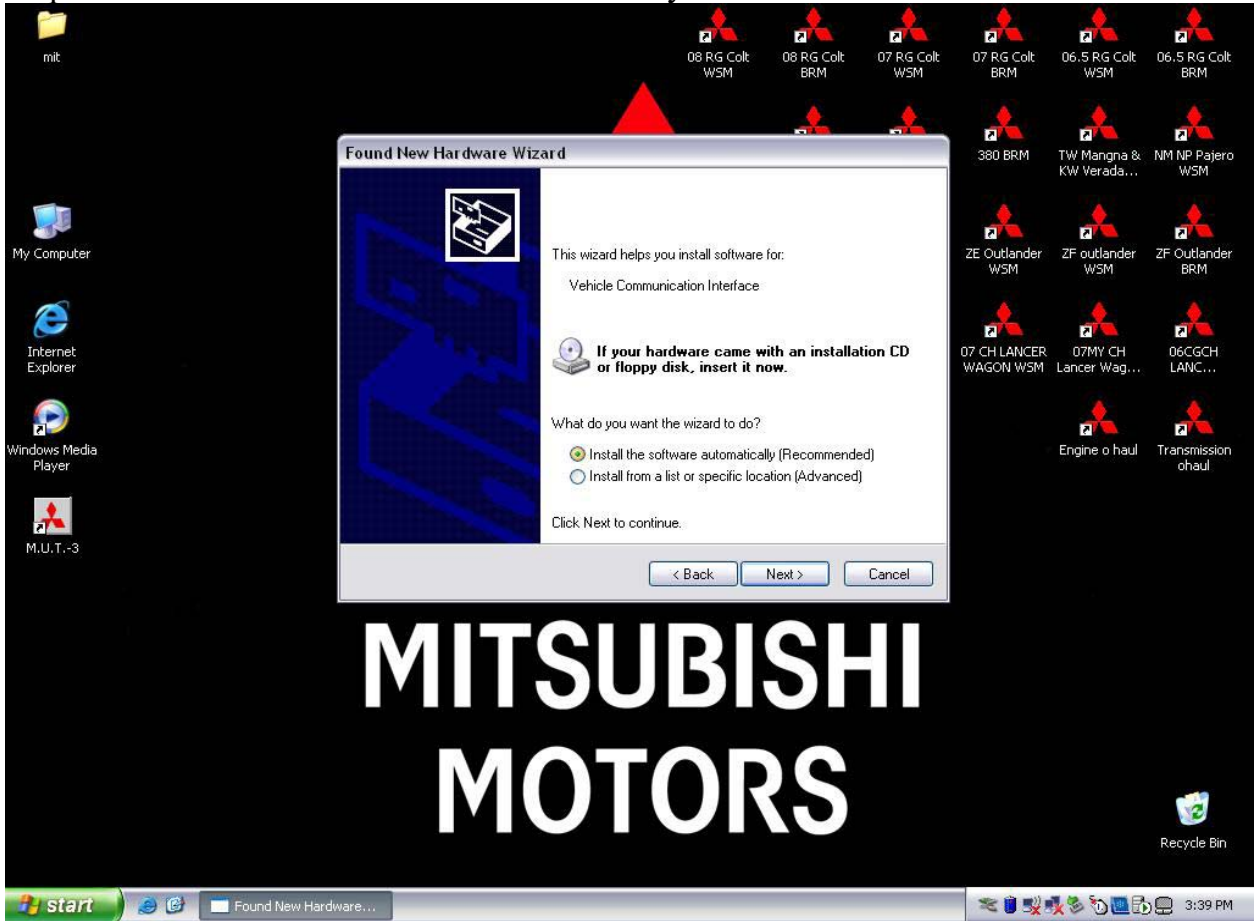 mit
My Computer
Internet
Explorer
Windows Media
Player
M.U.T.-3
08 RG Colt
WSM
08 RG Colt
BRM
07 RG Colt
WSM
07 RG Colt
BRM
06.5 RG Colt
WSM
06.5 RG Colt
BRM
380 BRM
TW Mangna &
KW Verada...
NM NP Pajero
WSM
ZE Outlander
WSM
ZF outlander
WSM
ZF Outlander
BRM
07 CH LANCER
WAGON WSM
07MY CH
Lancer Wag...
06CGCH
LANC...
Engine o haul
Transmission
ohaul
Found New Hardware Wizard
This wizard helps you install software for:
Vehicle Communication Interface
If your hardware came with an installation CD
or floppy disk, insert it now.
What do you want the wizard to do?
Install the software automatically (Recommended)
Install from a list or specific location (Advanced)
Click Next to continue.
< Back
Next >
Cancel
MITSUBISHI
MOTORS
Recycle Bin
start
Found New Hardware...
3:39 PM